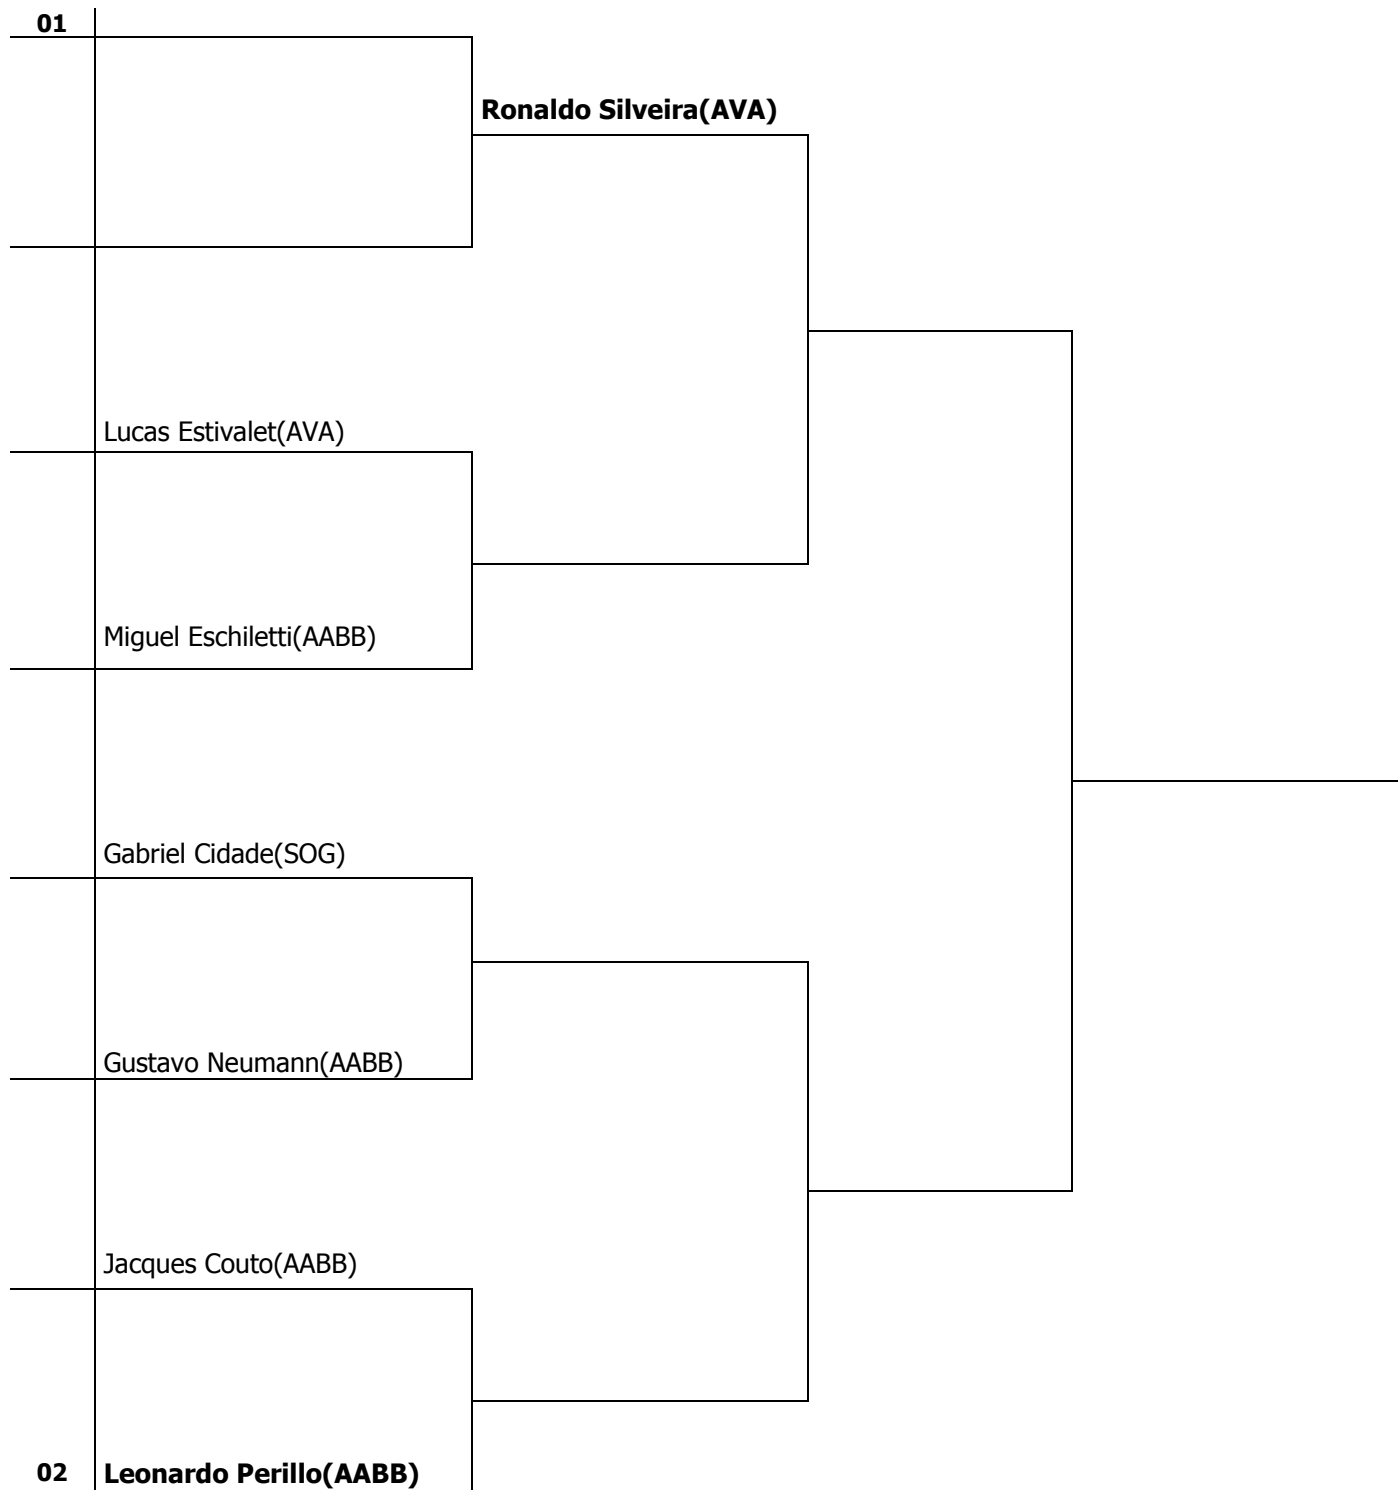 01
Ronaldo Silveira(AVA)
Lucas Estivalet(AVA)
Miguel Eschiletti(AABB)
Gabriel Cidade(SOG)
Gustavo Neumann(AABB)
Jacques Couto(AABB)
02 Leonardo Perillo(AABB)